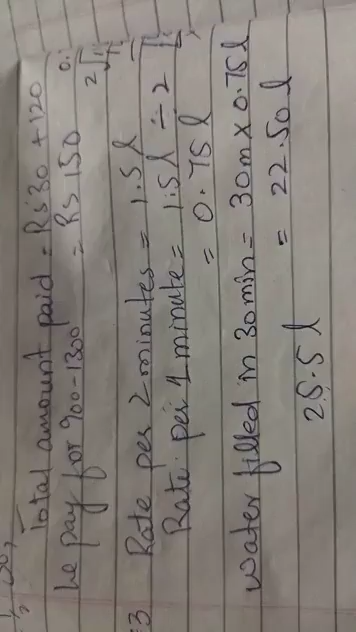 Total amount paid = Rs 30 + 120
he pay for 900-1300 = Rs 150
3 Rate per 2 minutes = 1.5 l
Rate per 1 minute = 1.5 l ÷ 2
= 0.75 l
water filled in 30 min = 30m x 0.75 l
= 22.50 l
25.5 l